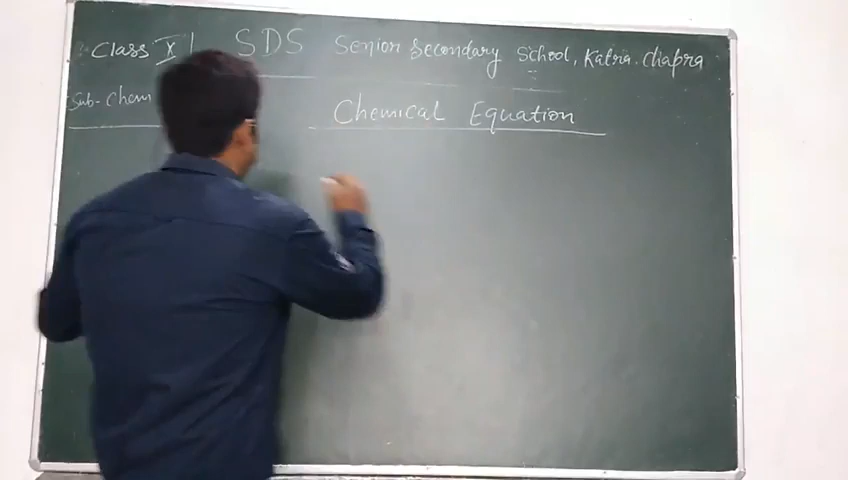 Class X SDS Senior Secondary School, Katra. Chapra
Sub- Chem
Chemical Equation